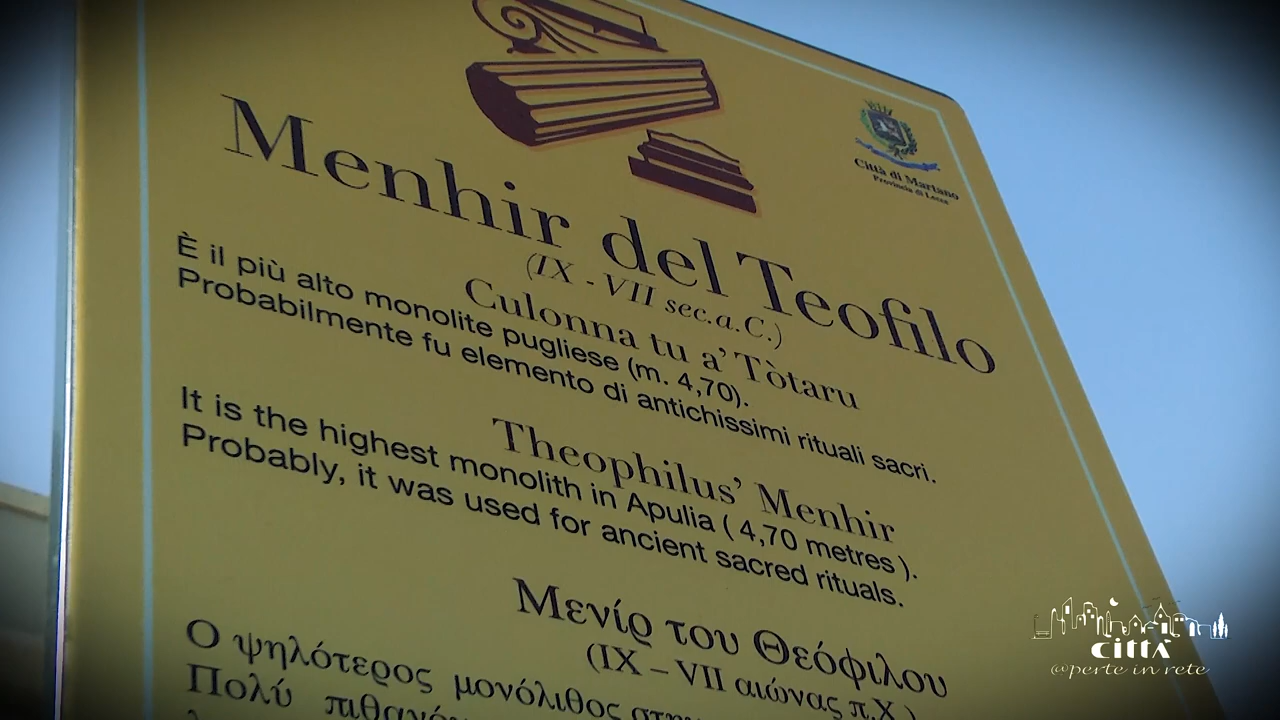 Città di Martano
Provincia di Lecce
Menhir del Teofilo
(IX - VII sec.a.C.)
Culonna tu a' Tòtaru
È il più alto monolite pugliese (m. 4,70).
Probabilmente fu elemento di antichissimi rituali sacri.
Theophilus' Menhir
It is the highest monolith in Apulia ( 4,70 metres ).
Probably, it was used for ancient sacred rituals.
Μενίρ του Θεόφιλου
(IX – VII αιώνας π.Χ.)
Ο ψηλότερος μονόλιθος
Πολύ
CITTÀ
@perte in rete